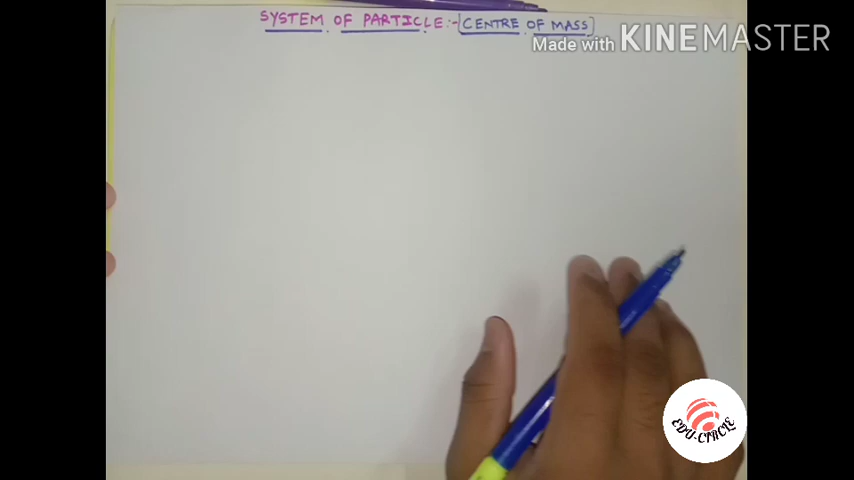 SYSTEM OF PARTICLE:-[CENTRE OF MASS]
Made with KINEMASTER
EDU-CIRCLE